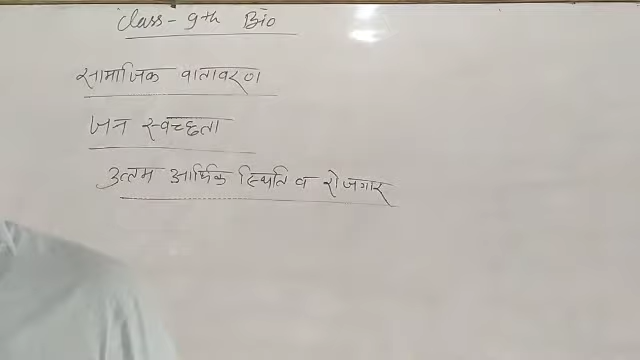 class- 9th Bio
सामाजिक वातावरण
जन स्वच्छता
उत्तम आर्थिक स्थिति व रोजगार